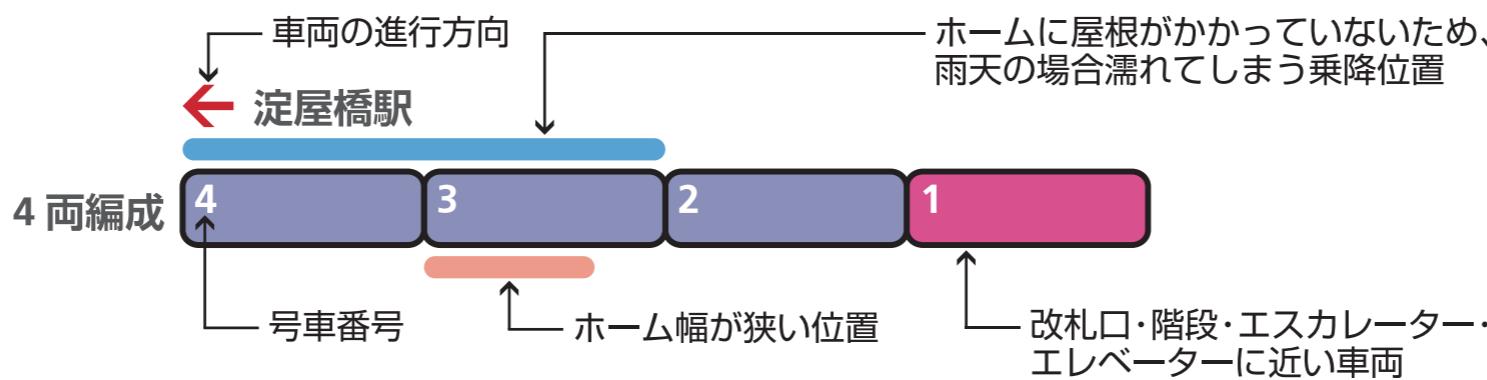 車両の進行方向
ホームに屋根がかかっていないため、
雨天の場合濡れてしまう乗降位置
淀屋橋駅
4 両編成
4
3
2
1
号車番号
ホーム幅が狭い位置
改札口・階段・エスカレーター・
エレベーターに近い車両